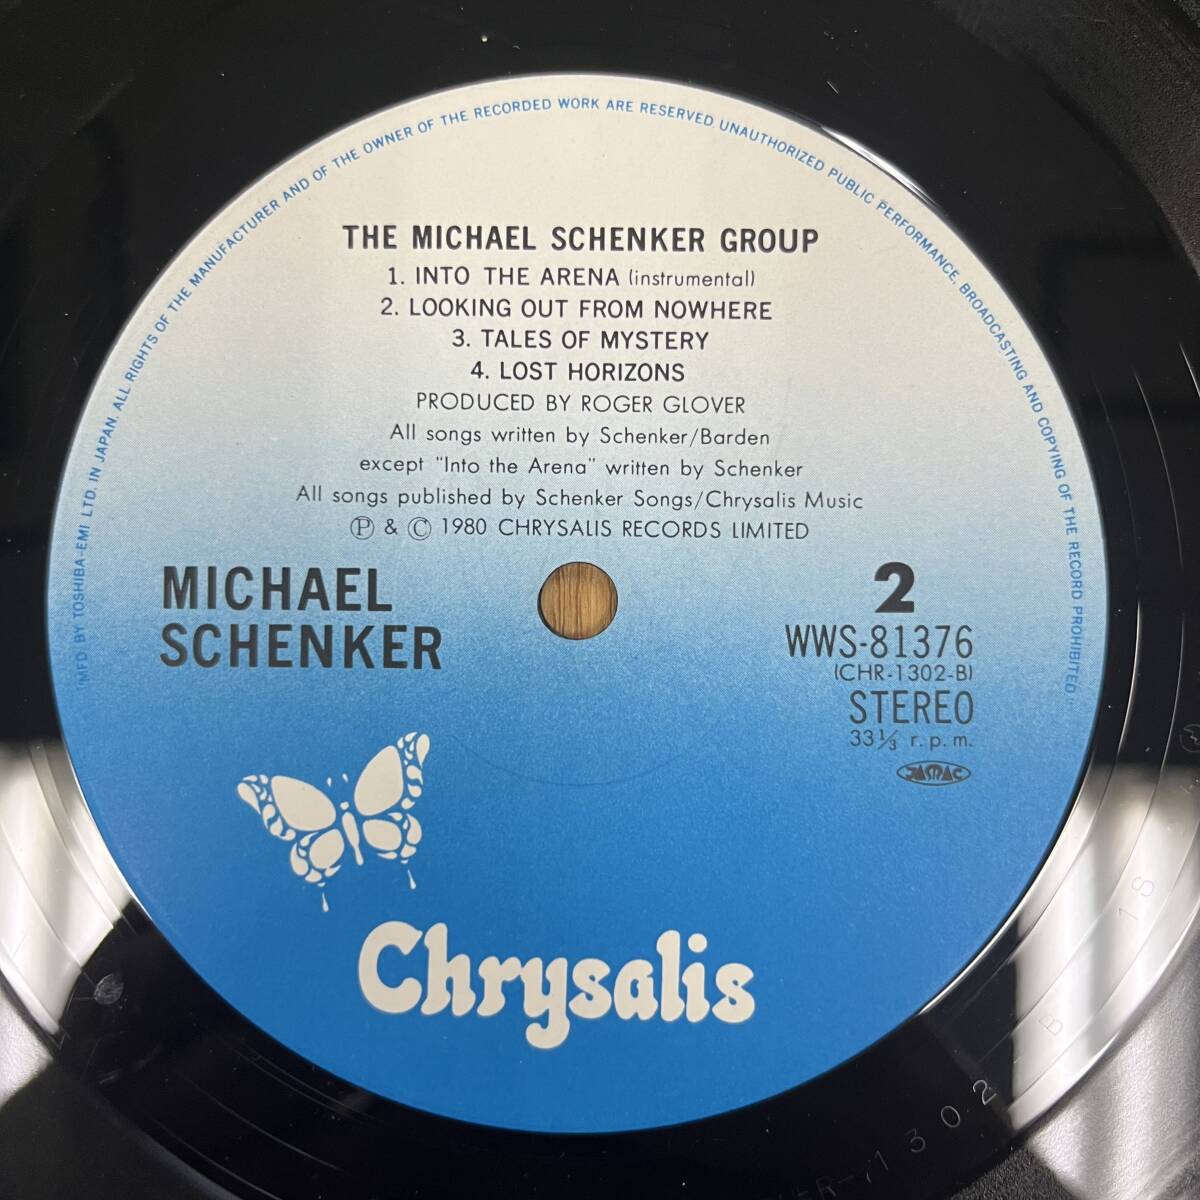 MFD BY TOSHIBA-EMI LTD. IN JAPAN. ALL RIGHTS OF THE MANUFACTURER AND OF THE OWNER OF THE RECORDED WORK ARE RESERVED. UNAUTHORIZED PUBLIC PERFORMANCE, BROADCASTING AND COPYING OF THE RECORD PROHIBITED.
THE MICHAEL SCHENKER GROUP
1. INTO THE ARENA (instrumental)
2. LOOKING OUT FROM NOWHERE
3. TALES OF MYSTERY
4. LOST HORIZONS
PRODUCED BY ROGER GLOVER
All songs written by Schenker/Barden
except "Into the Arena" written by Schenker
All songs published by Schenker Songs/Chrysalis Music
Ⓟ & © 1980 CHRYSALIS RECORDS LIMITED
MICHAEL
SCHENKER
2
WWS-81376
(CHR-1302-B)
STEREO
33⅓ r.p.m.
JASRAC
Chrysalis
1302 B 1S